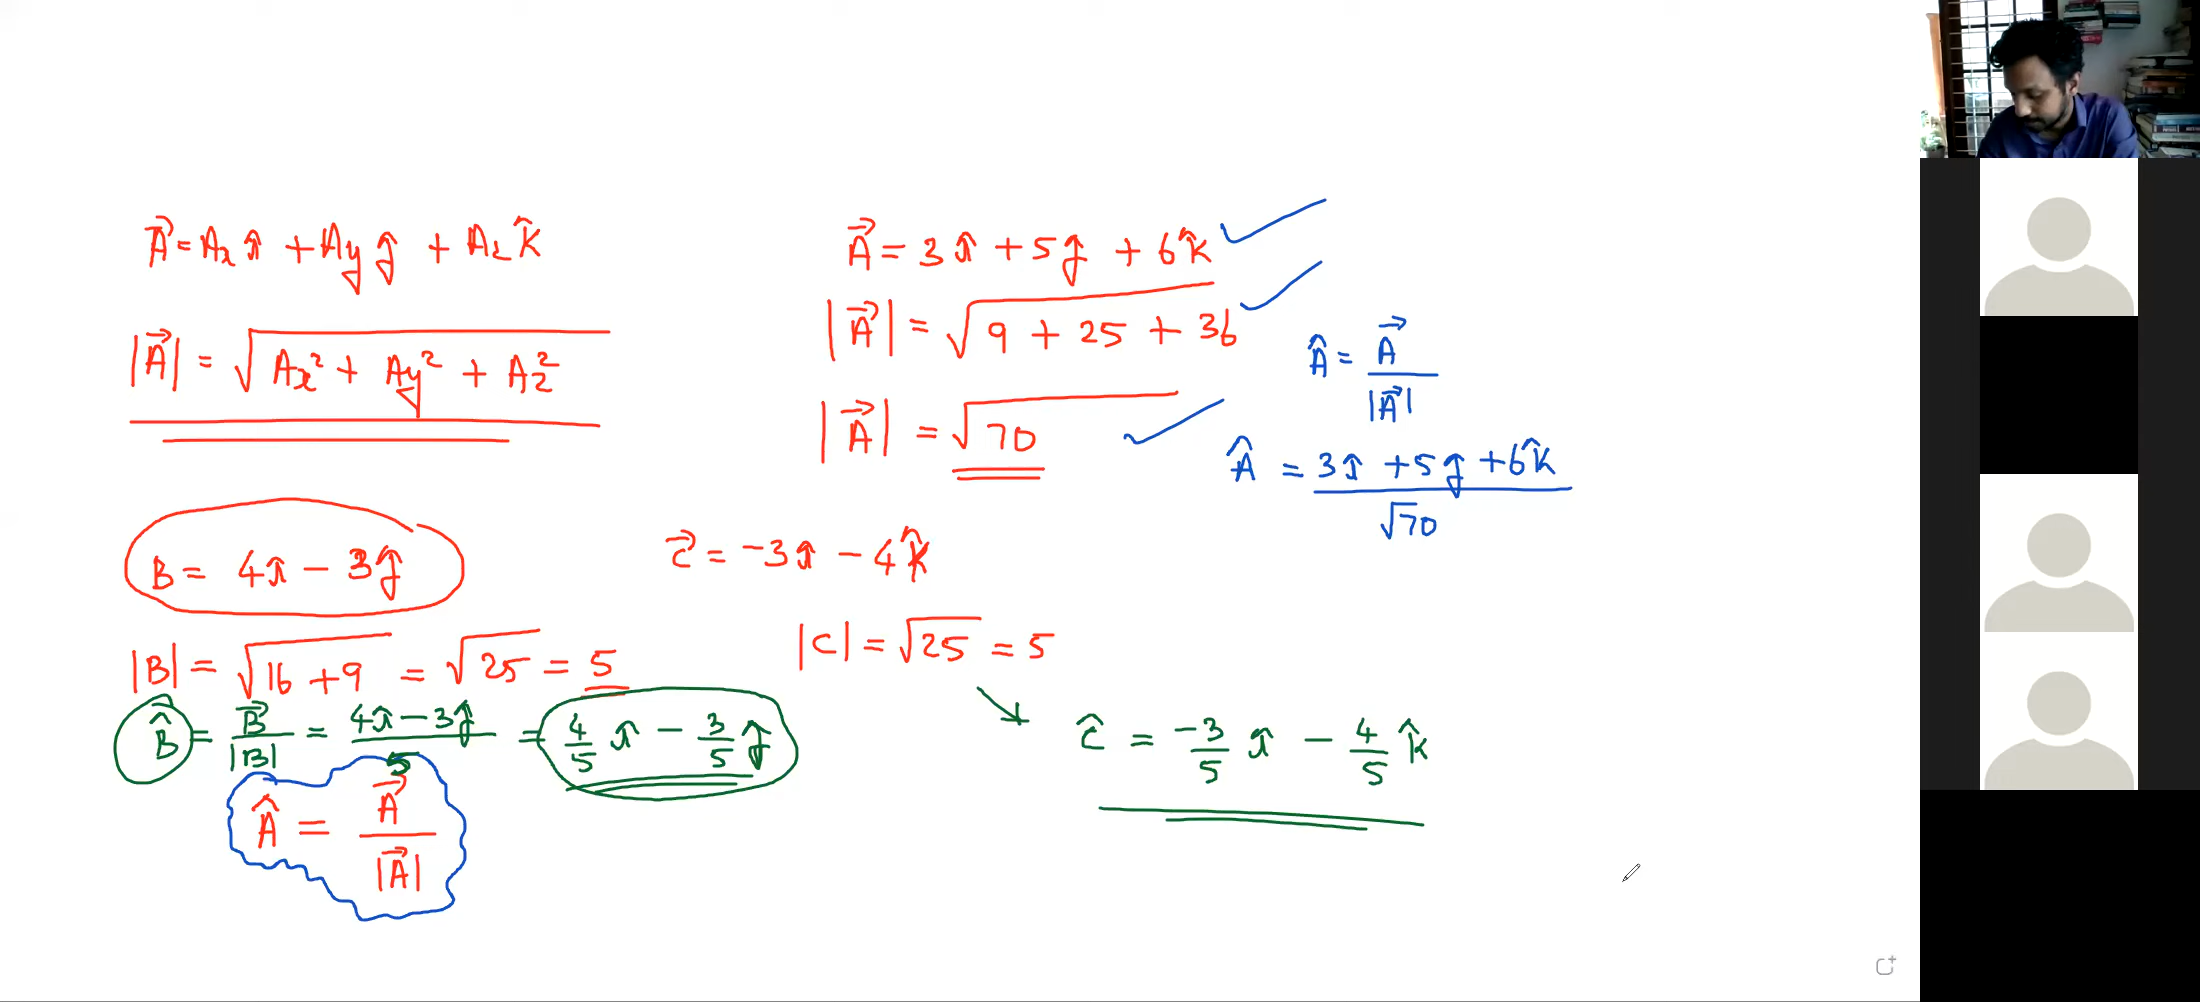 A⃗ = Aₓ î + Ay ĵ + Az k̂
|A⃗| = √(Aₓ² + Ay² + Az²)
A⃗ = 3î + 5ĵ + 6k̂
|A⃗| = √(9 + 25 + 36)
|A⃗| = √70
Â = A⃗ / |A⃗|
Â = (3î + 5ĵ + 6k̂) / √70
B = 4î − 3ĵ
|B| = √(16 + 9) = √25 = 5
B̂ = B⃗ / |B| = (4î − 3ĵ) / 5 = 4/5 î − 3/5 ĵ
Â = A⃗ / |A⃗|
C⃗ = −3î − 4k̂
|C| = √25 = 5
Ĉ = −3/5 î − 4/5 k̂